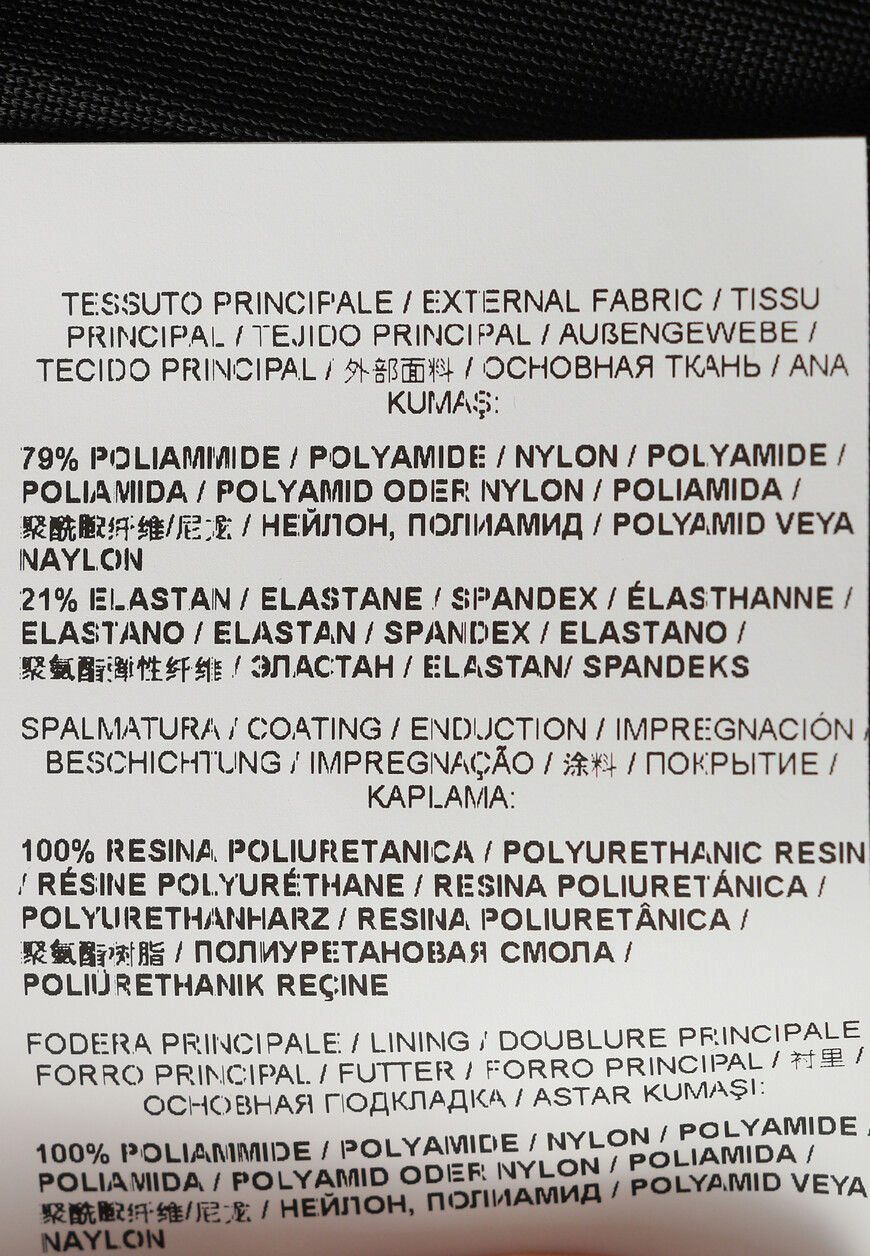 TESSUTO PRINCIPALE / EXTERNAL FABRIC / TISSU
PRINCIPAL / TEJIDO PRINCIPAL / AUßENGEWEBE /
TECIDO PRINCIPAL / 外部面料 / ОСНОВНАЯ ТКАНЬ / ANA
KUMAŞ:
79% POLIAMMIDE / POLYAMIDE / NYLON / POLYAMIDE /
POLIAMIDA / POLYAMID ODER NYLON / POLIAMIDA /
聚酰胺纤维/尼龙 / НЕЙЛОН, ПОЛИАМИД / POLYAMID VEYA
NAYLON
21% ELASTAN / ELASTANE / SPANDEX / ÉLASTHANNE /
ELASTANO / ELASTAN / SPANDEX / ELASTANO /
聚氨酯弹性纤维 / ЭЛАСТАН / ELASTAN/ SPANDEKS
SPALMATURA / COATING / ENDUCTION / IMPREGNACIÓN /
BESCHICHTUNG / IMPREGNAÇÃO / 涂料 / ПОКРЫТИЕ /
KAPLAMA:
100% RESINA POLIURETANICA / POLYURETHANIC RESIN
/ RÉSINE POLYURÉTHANE / RESINA POLIURETÁNICA /
POLYURETHANHARZ / RESINA POLIURETÂNICA /
聚氨酯树脂 / ПОЛИУРЕТАНОВАЯ СМОЛА /
POLIÜRETHANIK REÇINE
FODERA PRINCIPALE / LINING / DOUBLURE PRINCIPALE
FORRO PRINCIPAL / FUTTER / FORRO PRINCIPAL / 衬里 /
ОСНОВНАЯ ПОДКЛАДКА / ASTAR KUMAŞI:
100% POLIAMMIDE / POLYAMIDE / NYLON / POLYAMIDE /
POLIAMIDA / POLYAMID ODER NYLON / POLIAMIDA /
聚酰胺纤维/尼龙 / НЕЙЛОН, ПОЛИАМИД / POLYAMID VEYA
NAYLON